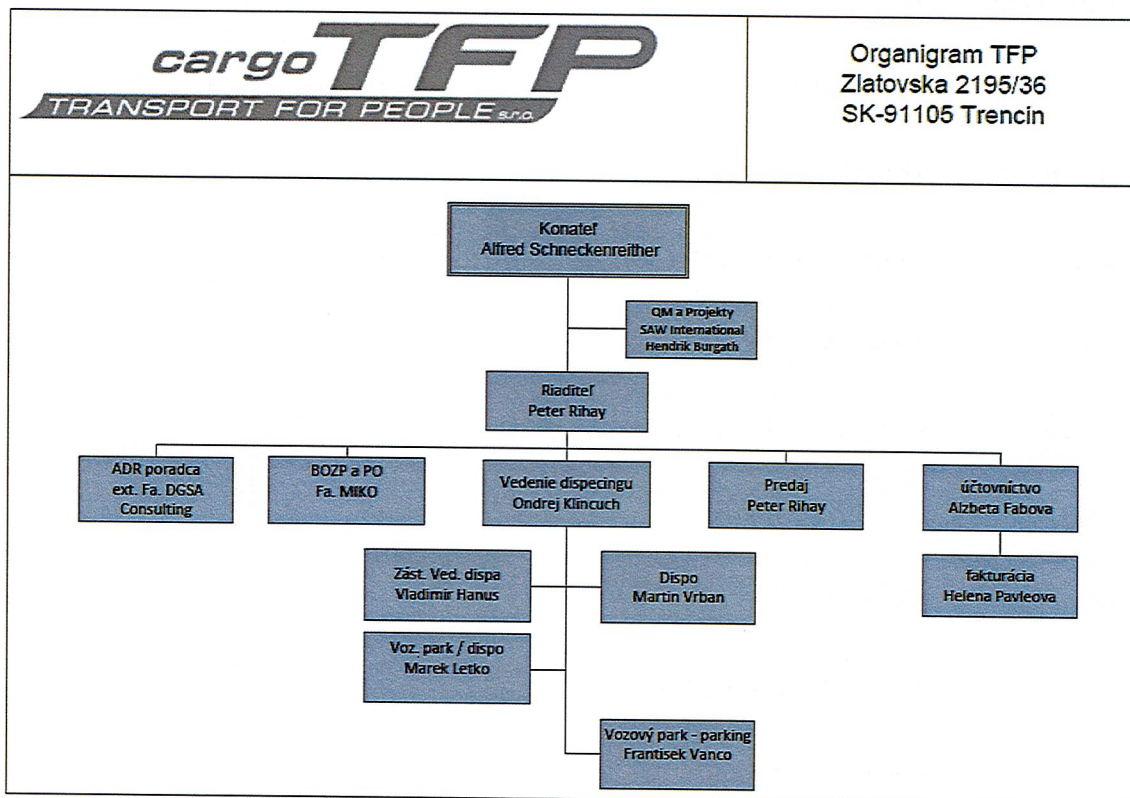 cargo TFP
TRANSPORT FOR PEOPLE s.r.o.
Organigram TFP
Zlatovska 2195/36
SK-91105 Trencin
Konateľ
Alfred Schneckenreither
QM a Projekty
SAW International
Hendrik Burgath
Riaditeľ
Peter Rihay
ADR poradca
ext. Fa. DGSA
Consulting
BOZP a PO
Fa. MIKO
Vedenie dispecingu
Ondrej Klincuch
Predaj
Peter Rihay
účtovníctvo
Alzbeta Fabova
Zást. Ved. dispa
Vladimir Hanus
Dispo
Martin Vrban
fakturácia
Helena Pavleova
Voz. park / dispo
Marek Letko
Vozový park - parking
Frantisek Vanco